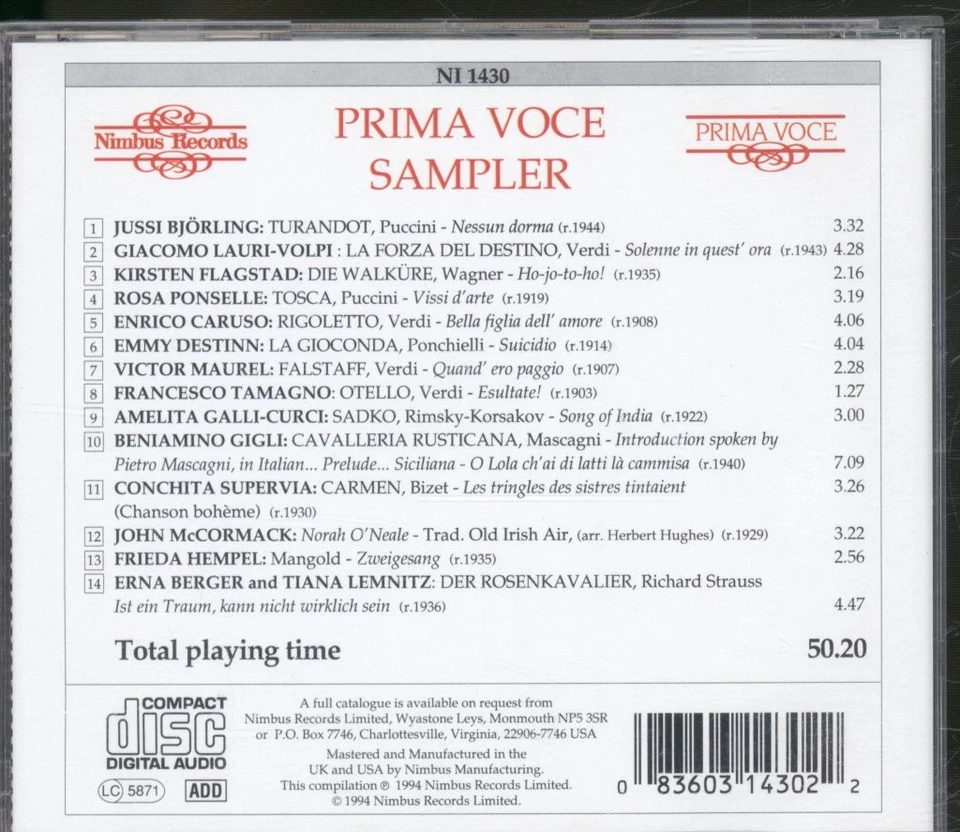 NI 1430
Nimbus Records
PRIMA VOCE
SAMPLER
PRIMA VOCE
1 JUSSI BJÖRLING: TURANDOT, Puccini - Nessun dorma (r.1944) 3.32
2 GIACOMO LAURI-VOLPI : LA FORZA DEL DESTINO, Verdi - Solenne in quest' ora (r.1943) 4.28
3 KIRSTEN FLAGSTAD: DIE WALKÜRE, Wagner - Ho-jo-to-ho! (r.1935) 2.16
4 ROSA PONSELLE: TOSCA, Puccini - Vissi d'arte (r.1919) 3.19
5 ENRICO CARUSO: RIGOLETTO, Verdi - Bella figlia dell' amore (r.1908) 4.06
6 EMMY DESTINN: LA GIOCONDA, Ponchielli - Suicidio (r.1914) 4.04
7 VICTOR MAUREL: FALSTAFF, Verdi - Quand' ero paggio (r.1907) 2.28
8 FRANCESCO TAMAGNO: OTELLO, Verdi - Esultate! (r.1903) 1.27
9 AMELITA GALLI-CURCI: SADKO, Rimsky-Korsakov - Song of India (r.1922) 3.00
10 BENIAMINO GIGLI: CAVALLERIA RUSTICANA, Mascagni - Introduction spoken by
Pietro Mascagni, in Italian... Prelude... Siciliana - O Lola ch'ai di latti là cammisa (r.1940) 7.09
11 CONCHITA SUPERVIA: CARMEN, Bizet - Les tringles des sistres tintaient 3.26
(Chanson bohème) (r.1930)
12 JOHN McCORMACK: Norah O'Neale - Trad. Old Irish Air, (arr. Herbert Hughes) (r.1929) 3.22
13 FRIEDA HEMPEL: Mangold - Zweigesang (r.1935) 2.56
14 ERNA BERGER and TIANA LEMNITZ: DER ROSENKAVALIER, Richard Strauss
Ist ein Traum, kann nicht wirklich sein (r.1936) 4.47
Total playing time 50.20
COMPACT
disc
DIGITAL AUDIO
LC 5871 ADD
A full catalogue is available on request from
Nimbus Records Limited, Wyastone Leys, Monmouth NP5 3SR
or P.O. Box 7746, Charlottesville, Virginia, 22906-7746 USA
Mastered and Manufactured in the
UK and USA by Nimbus Manufacturing.
This compilation ℗ 1994 Nimbus Records Limited.
© 1994 Nimbus Records Limited.
0 83603 14302 2